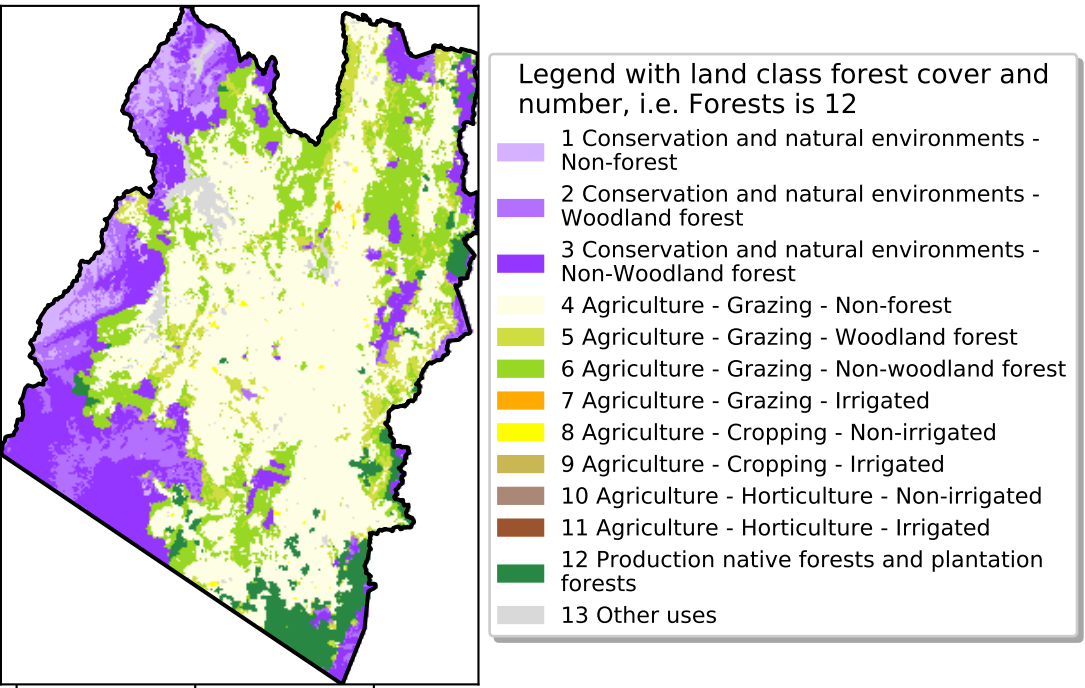 Legend with land class forest cover and
number, i.e. Forests is 12
1 Conservation and natural environments -
Non-forest
2 Conservation and natural environments -
Woodland forest
3 Conservation and natural environments -
Non-Woodland forest
4 Agriculture - Grazing - Non-forest
5 Agriculture - Grazing - Woodland forest
6 Agriculture - Grazing - Non-woodland forest
7 Agriculture - Grazing - Irrigated
8 Agriculture - Cropping - Non-irrigated
9 Agriculture - Cropping - Irrigated
10 Agriculture - Horticulture - Non-irrigated
11 Agriculture - Horticulture - Irrigated
12 Production native forests and plantation
forests
13 Other uses